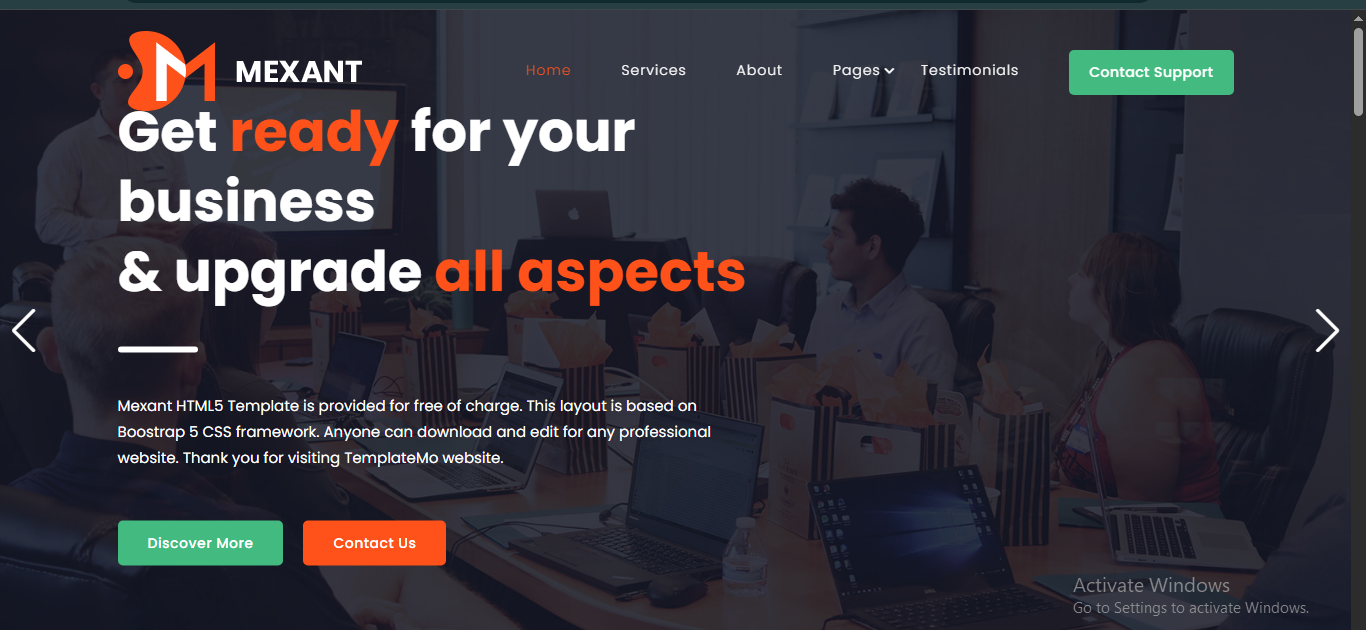 MEXANT
Home Services About Pages Testimonials Contact Support
Get ready for your
business
& upgrade all aspects
Mexant HTML5 Template is provided for free of charge. This layout is based on
Boostrap 5 CSS framework. Anyone can download and edit for any professional
website. Thank you for visiting TemplateMo website.
Discover More Contact Us
Activate Windows
Go to Settings to activate Windows.